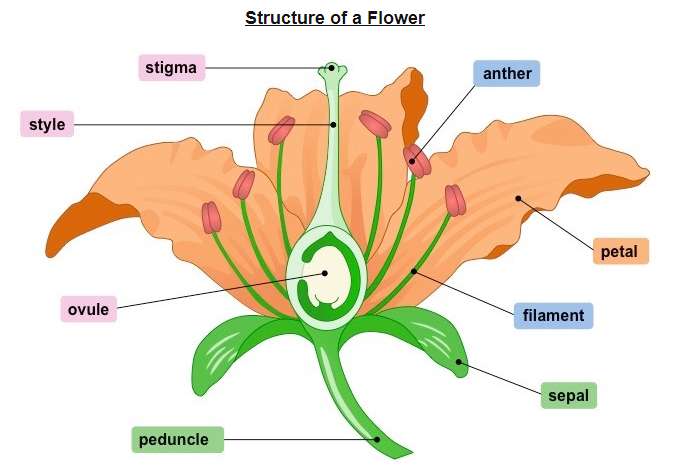 Structure of a Flower
stigma
anther
style
petal
ovule
filament
sepal
peduncle